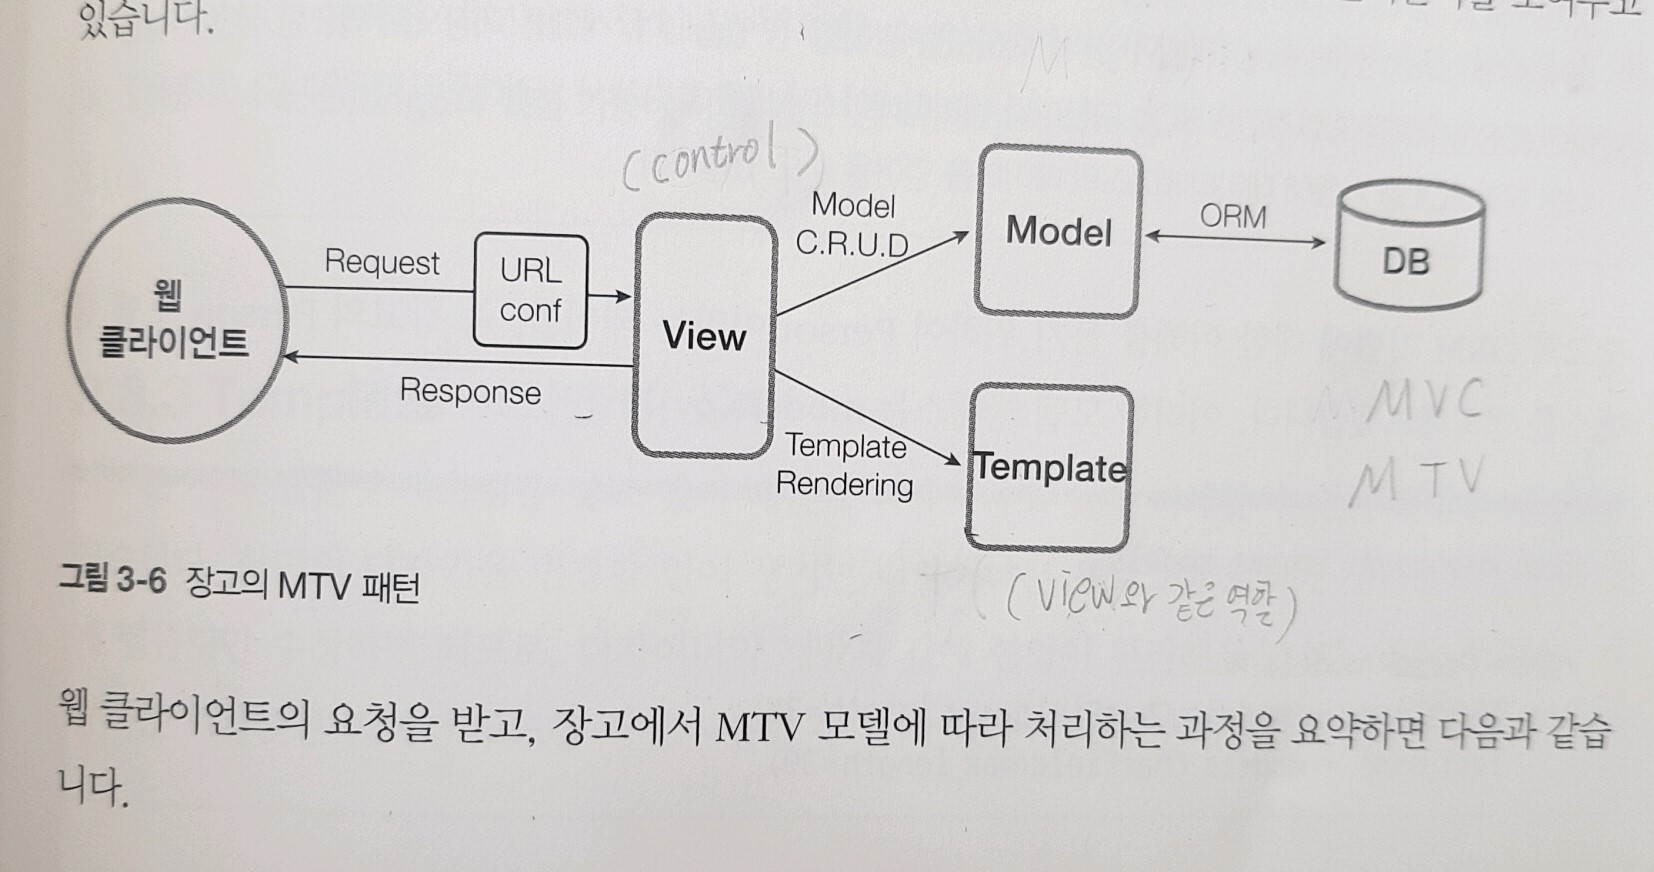 있습니다.
M
(control)
Model
C.R.U.D
Model
ORM
DB
Request
URL
conf
웹
클라이언트
View
Response
Template
Rendering
Template
MVC
MTV
그림 3-6 장고의 MTV 패턴
(View와 같은 역할)
웹 클라이언트의 요청을 받고, 장고에서 MTV 모델에 따라 처리하는 과정을 요약하면 다음과 같습
니다.